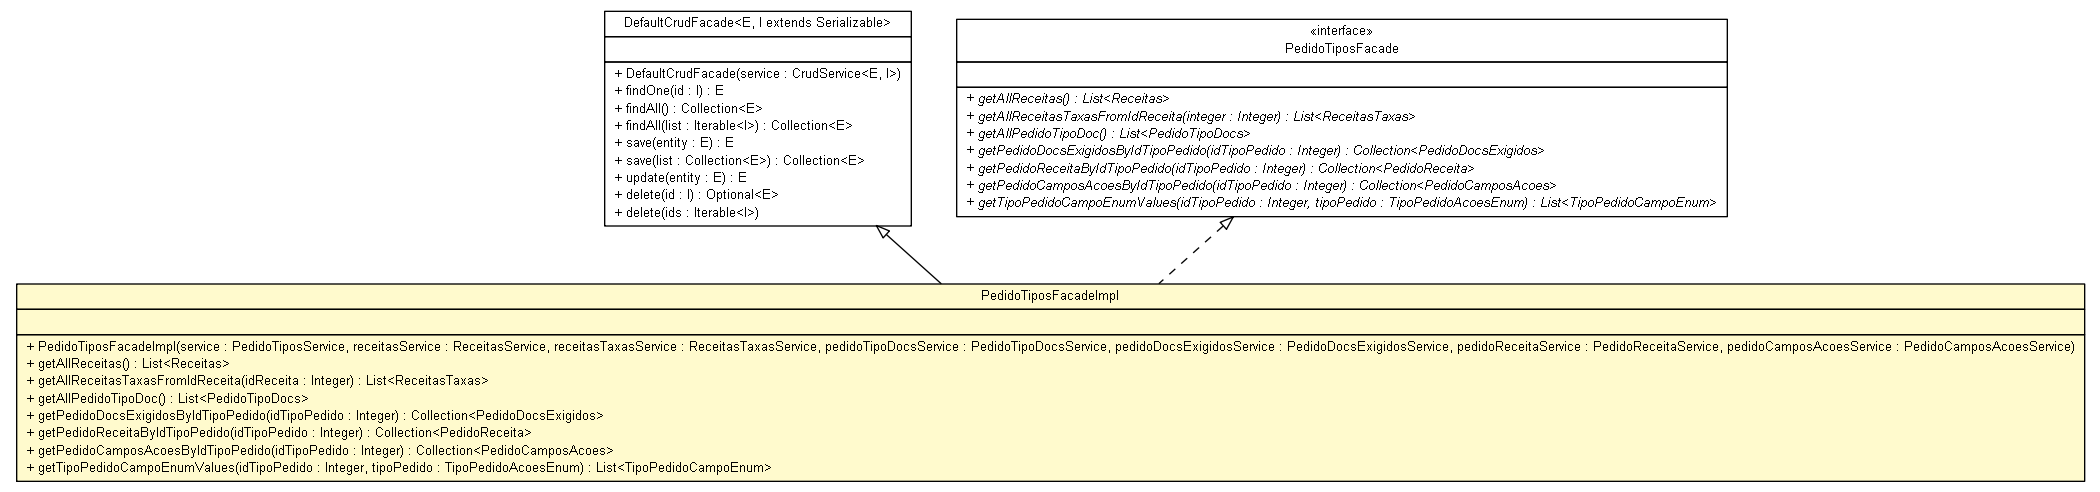 DefaultCrudFacade<E, I extends Serializable>
+ DefaultCrudFacade(service : CrudService<E, I>)
+ findOne(id : I) : E
+ findAll() : Collection<E>
+ findAll(list : Iterable<I>) : Collection<E>
+ save(entity : E) : E
+ save(list : Collection<E>) : Collection<E>
+ update(entity : E) : E
+ delete(id : I) : Optional<E>
+ delete(ids : Iterable<I>)
«interface»
PedidoTiposFacade
+ getAllReceitas() : List<Receitas>
+ getAllReceitasTaxasFromIdReceita(integer : Integer) : List<ReceitasTaxas>
+ getAllPedidoTipoDoc() : List<PedidoTipoDocs>
+ getPedidoDocsExigidosByIdTipoPedido(idTipoPedido : Integer) : Collection<PedidoDocsExigidos>
+ getPedidoReceitaByIdTipoPedido(idTipoPedido : Integer) : Collection<PedidoReceita>
+ getPedidoCamposAcoesByIdTipoPedido(idTipoPedido : Integer) : Collection<PedidoCamposAcoes>
+ getTipoPedidoCampoEnumValues(idTipoPedido : Integer, tipoPedido : TipoPedidoAcoesEnum) : List<TipoPedidoCampoEnum>
PedidoTiposFacadeImpl
+ PedidoTiposFacadeImpl(service : PedidoTiposService, receitasService : ReceitasService, receitasTaxasService : ReceitasTaxasService, pedidoTipoDocsService : PedidoTipoDocsService, pedidoDocsExigidosService : PedidoDocsExigidosService, pedidoReceitaService : PedidoReceitaService, pedidoCamposAcoesService : PedidoCamposAcoesService)
+ getAllReceitas() : List<Receitas>
+ getAllReceitasTaxasFromIdReceita(idReceita : Integer) : List<ReceitasTaxas>
+ getAllPedidoTipoDoc() : List<PedidoTipoDocs>
+ getPedidoDocsExigidosByIdTipoPedido(idTipoPedido : Integer) : Collection<PedidoDocsExigidos>
+ getPedidoReceitaByIdTipoPedido(idTipoPedido : Integer) : Collection<PedidoReceita>
+ getPedidoCamposAcoesByIdTipoPedido(idTipoPedido : Integer) : Collection<PedidoCamposAcoes>
+ getTipoPedidoCampoEnumValues(idTipoPedido : Integer, tipoPedido : TipoPedidoAcoesEnum) : List<TipoPedidoCampoEnum>